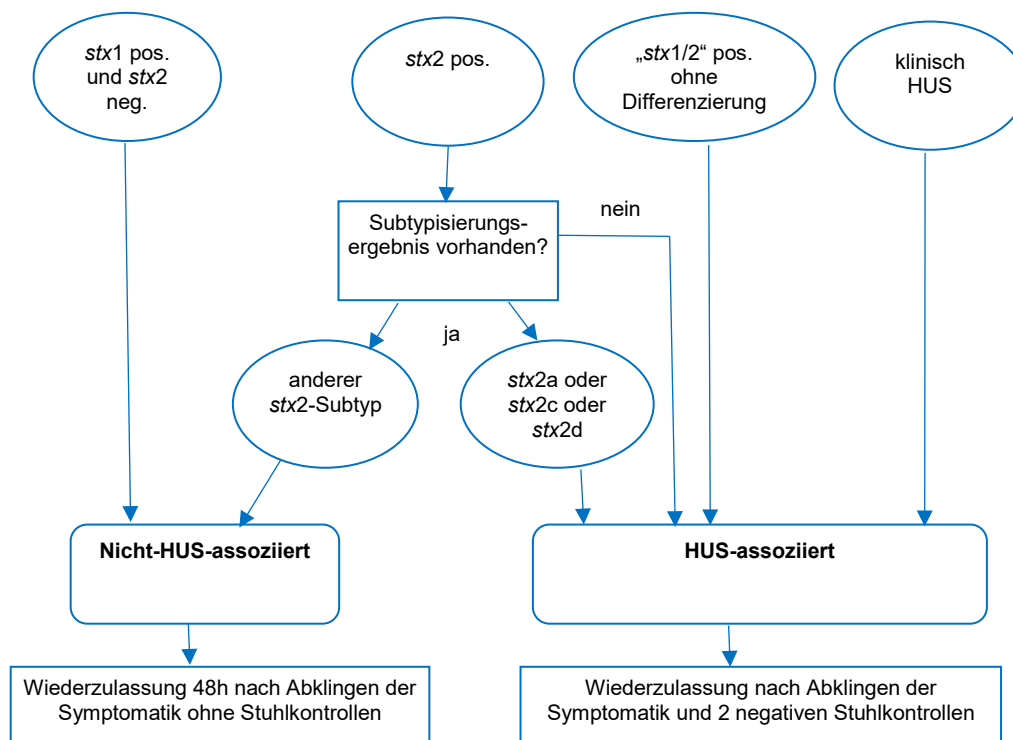 stx1 pos.
und stx2
neg.
stx2 pos.
„stx1/2“ pos.
ohne
Differenzierung
klinisch
HUS
Subtypisierungs-
ergebnis vorhanden?
nein
ja
anderer
stx2-Subtyp
stx2a oder
stx2c oder
stx2d
Nicht-HUS-assoziiert
HUS-assoziiert
Wiederzulassung 48h nach Abklingen der
Symptomatik ohne Stuhlkontrollen
Wiederzulassung nach Abklingen der
Symptomatik und 2 negativen Stuhlkontrollen